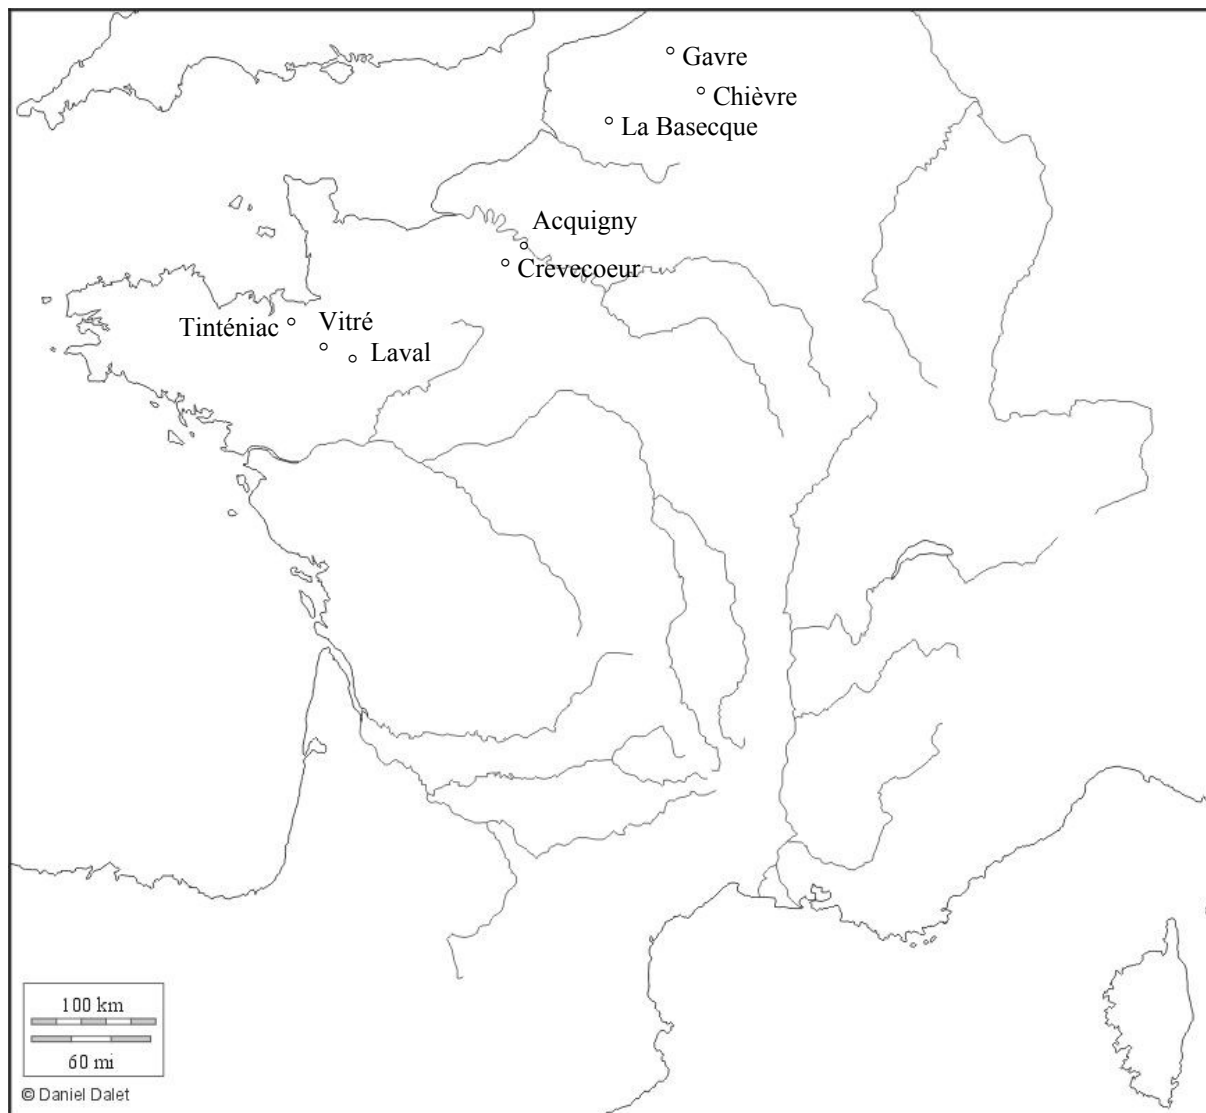 Gavre
Chièvre
La Basecque
Acquigny
Crevecoeur
Tinténiac
Vitré
Laval
100 km
60 mi
© Daniel Dalet